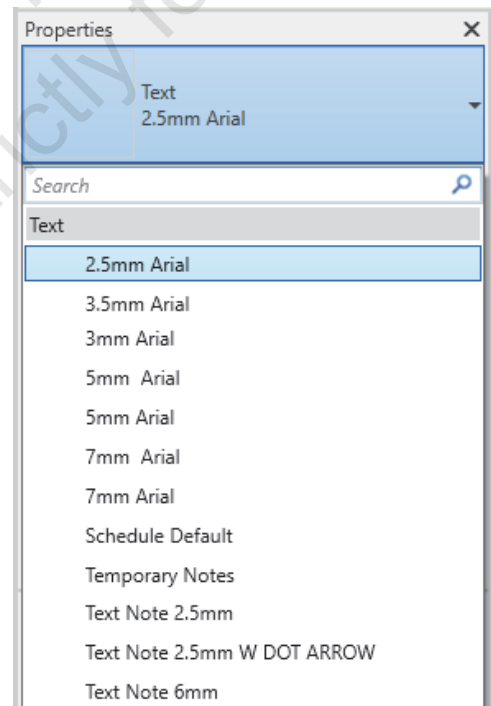 Properties
Text
2.5mm Arial
Search
Text
2.5mm Arial
3.5mm Arial
3mm Arial
5mm  Arial
5mm Arial
7mm  Arial
7mm Arial
Schedule Default
Temporary Notes
Text Note 2.5mm
Text Note 2.5mm W DOT ARROW
Text Note 6mm